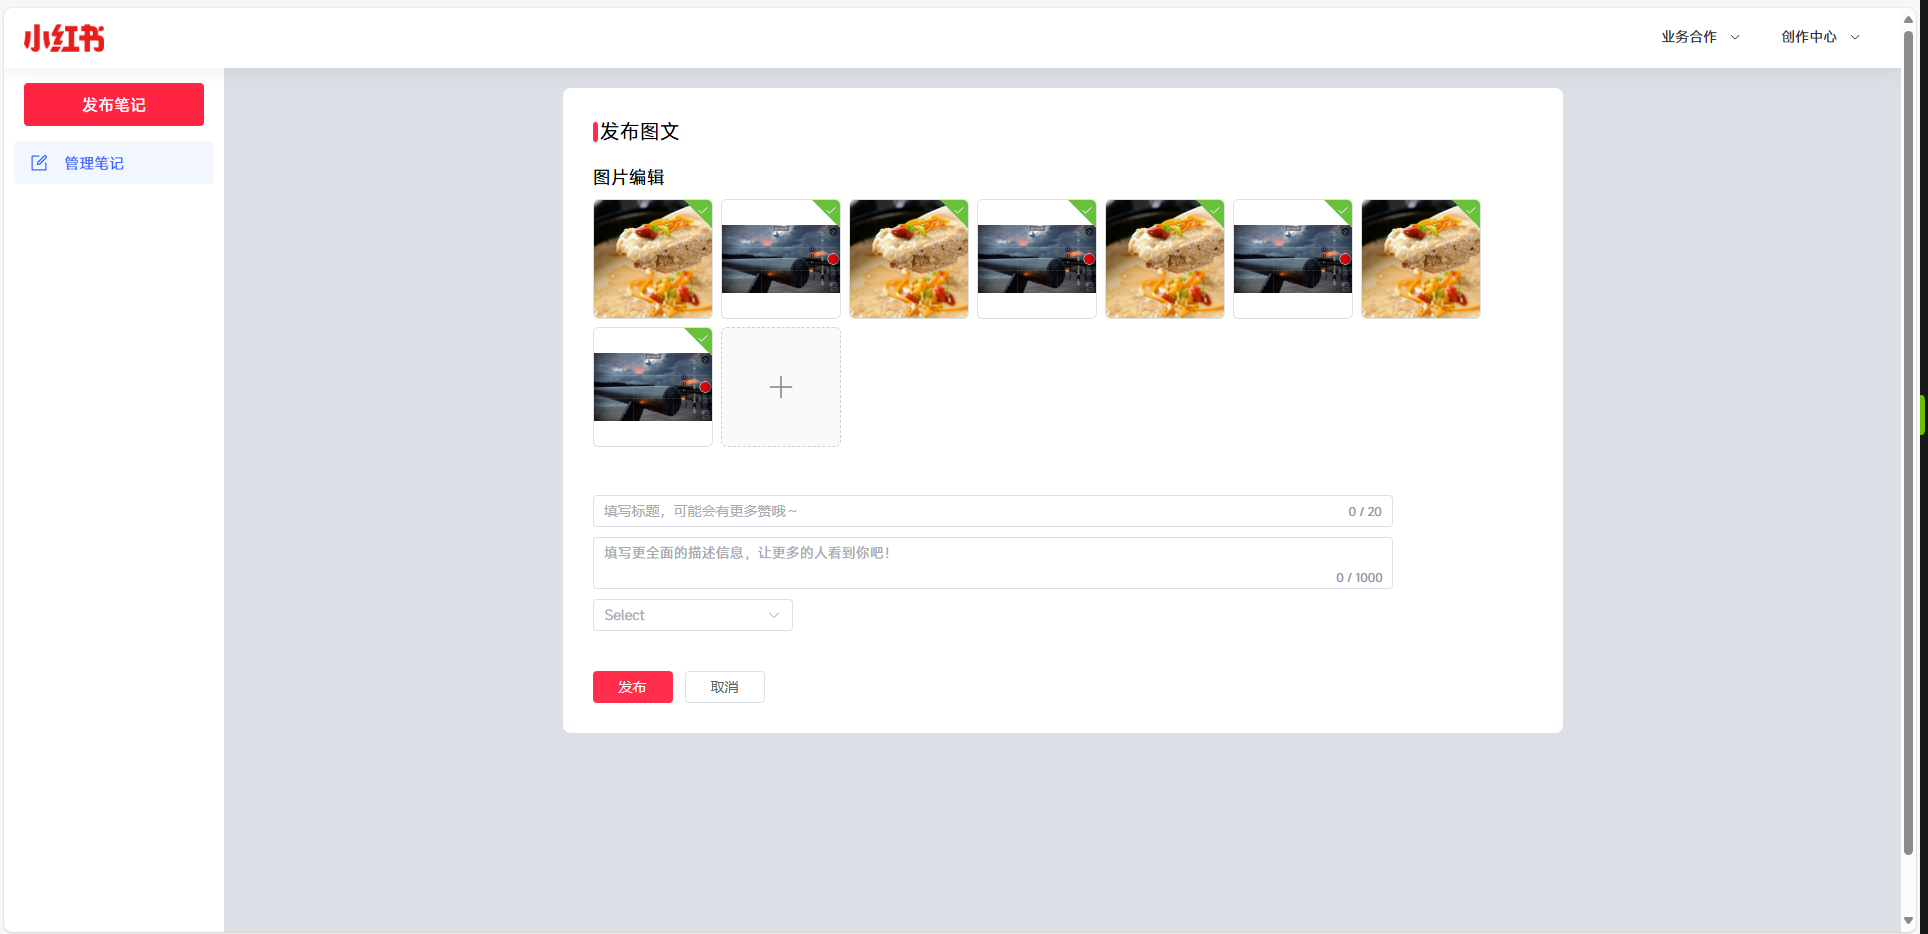 小红书
业务合作
创作中心
发布笔记
管理笔记
发布图文
图片编辑
填写标题，可能会有更多赞哦~
0 / 20
填写更全面的描述信息，让更多的人看到你吧！
0 / 1000
Select
发布
取消